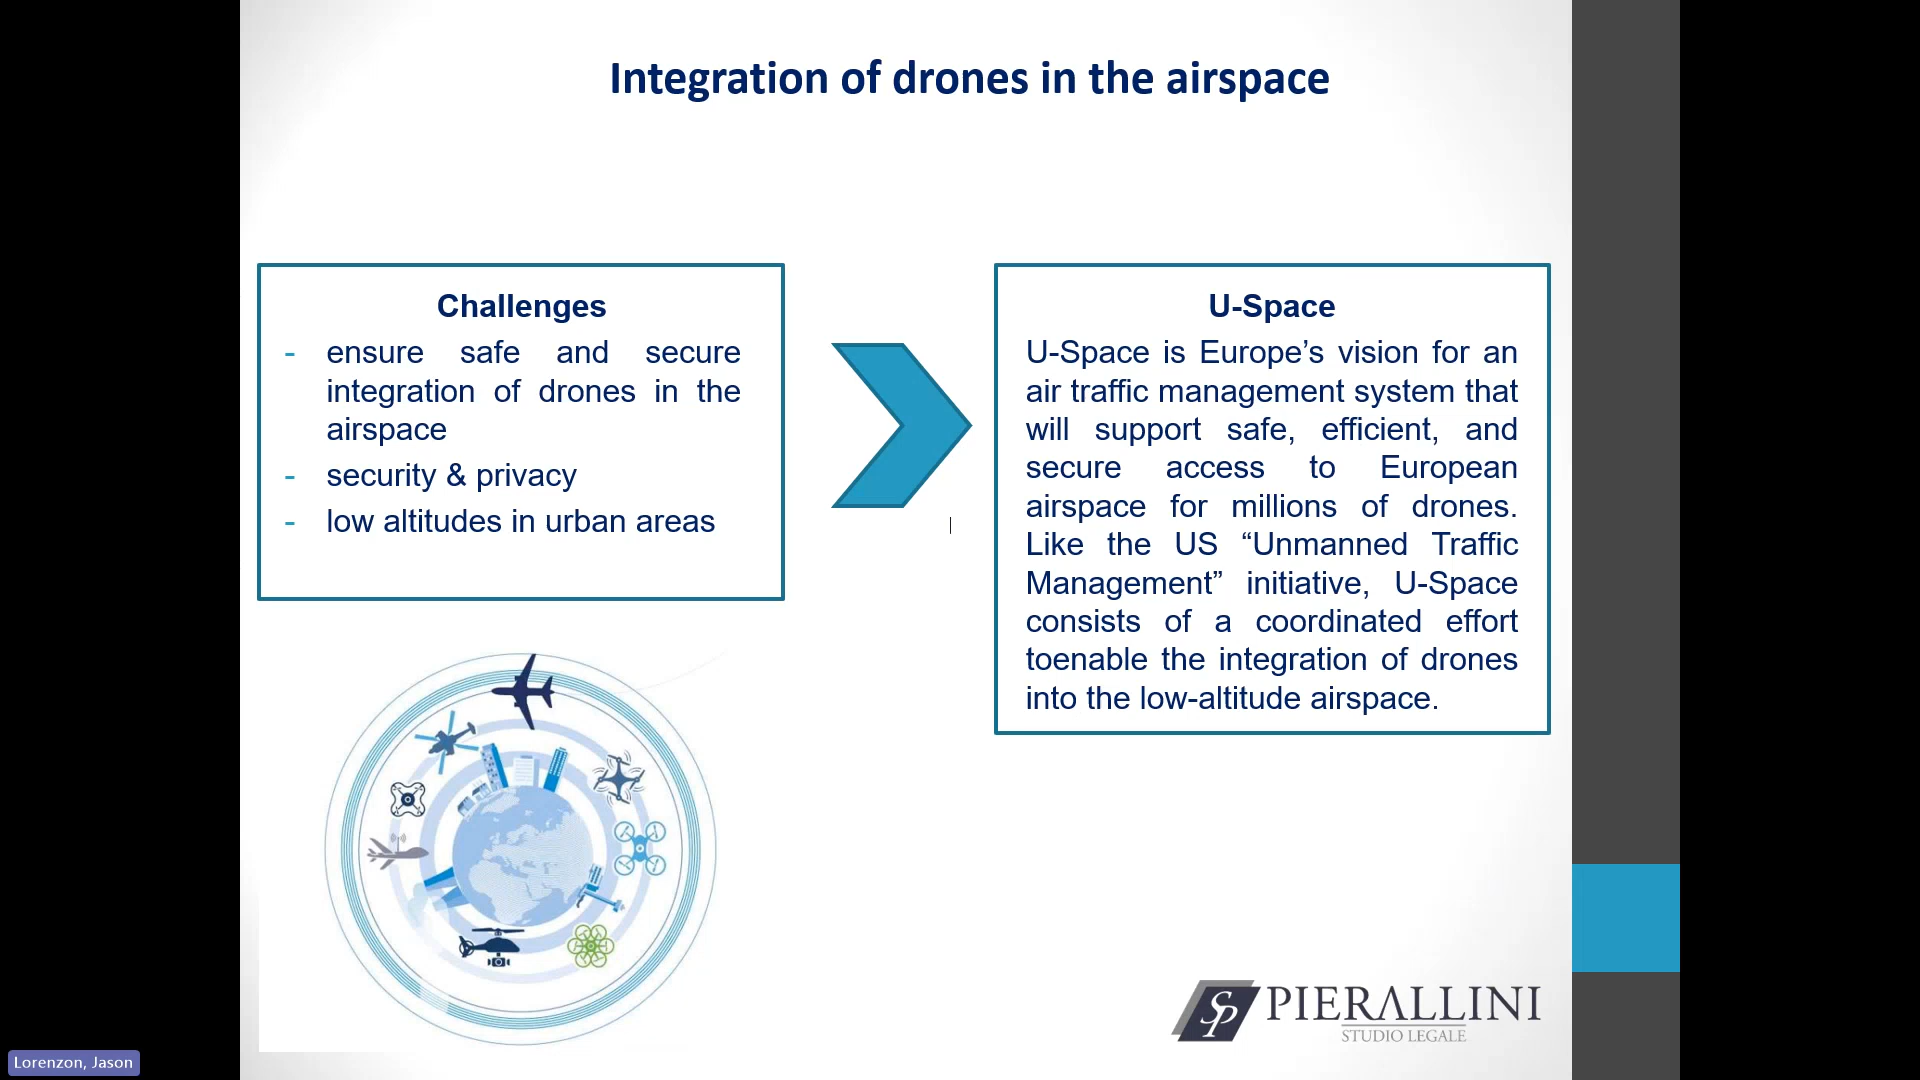 Integration of drones in the airspace
Challenges
- ensure safe and secure
integration of drones in the
airspace
- security & privacy
- low altitudes in urban areas
U-Space
U-Space is Europe’s vision for an
air traffic management system that
will support safe, efficient, and
secure access to European
airspace for millions of drones.
Like the US “Unmanned Traffic
Management” initiative, U-Space
consists of a coordinated effort
toenable the integration of drones
into the low-altitude airspace.
SP
PIERALLINI
STUDIO LEGALE
Lorenzon, Jason